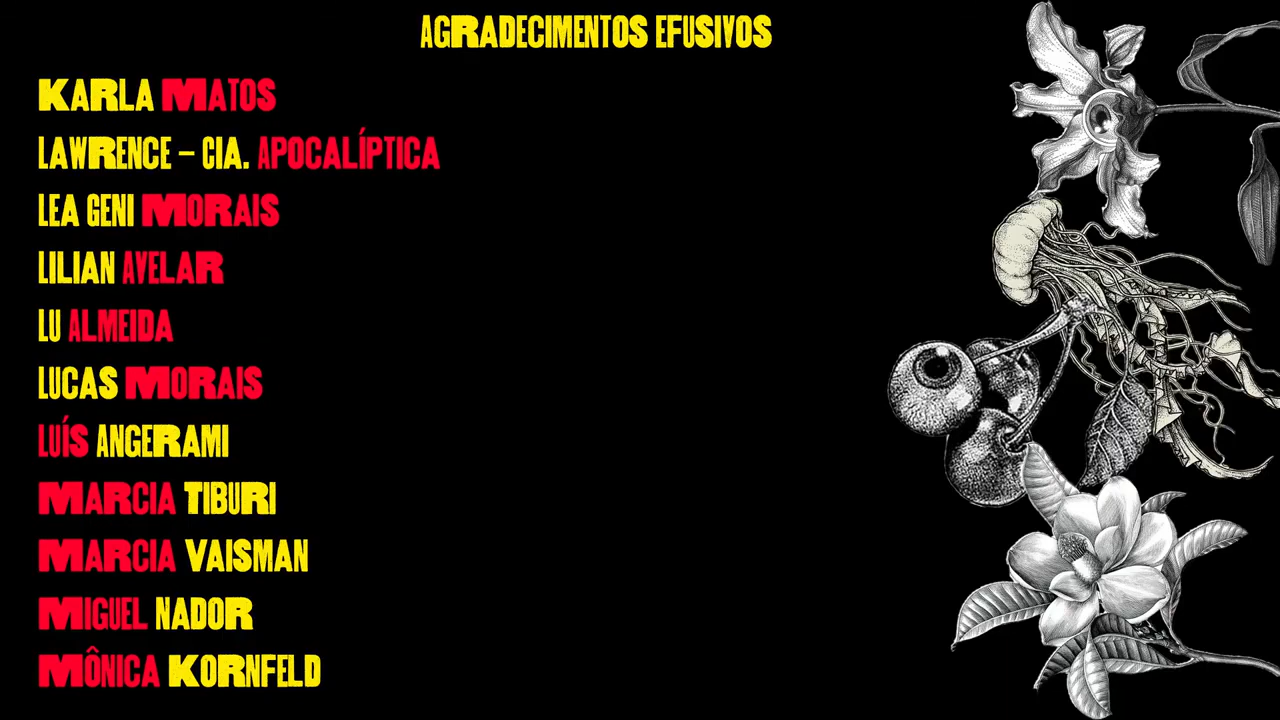 AGRADECIMENTOS EFUSIVOS
KARLA MATOS
LAWRENCE – CIA. APOCALÍPTICA
LEA GENI MORAIS
LILIAN AVELAR
LU ALMEIDA
LUCAS MORAIS
LUÍS ANGERAMI
MARCIA TIBURI
MARCIA VAISMAN
MIGUEL NADOR
MÔNICA KORNFELD